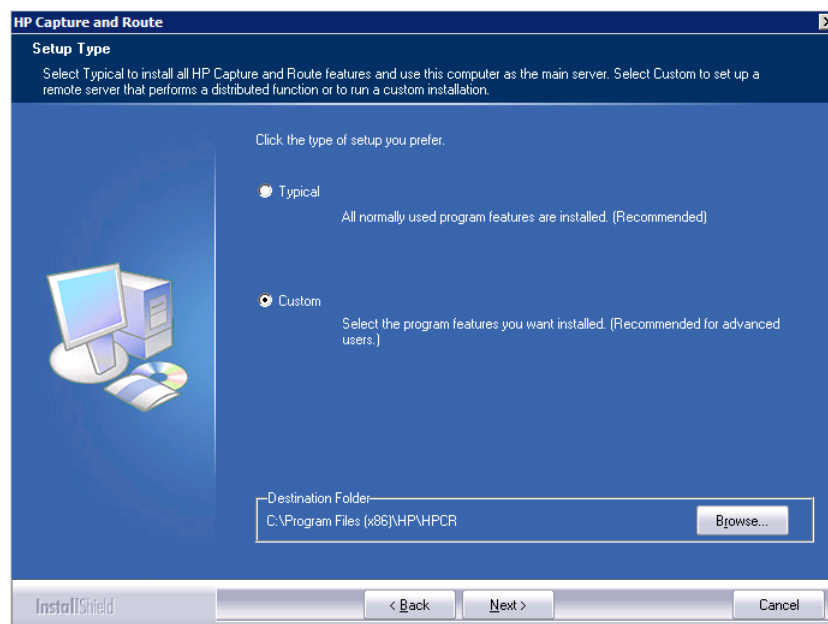 HP Capture and Route
Setup Type
Select Typical to install all HP Capture and Route features and use this computer as the main server. Select Custom to set up a
remote server that performs a distributed function or to run a custom installation.
Click the type of setup you prefer.
Typical
All normally used program features are installed. (Recommended)
Custom
Select the program features you want installed. (Recommended for advanced
users.)
Destination Folder
C:\Program Files (x86)\HP\HPCR
Browse...
InstallShield
< Back
Next >
Cancel